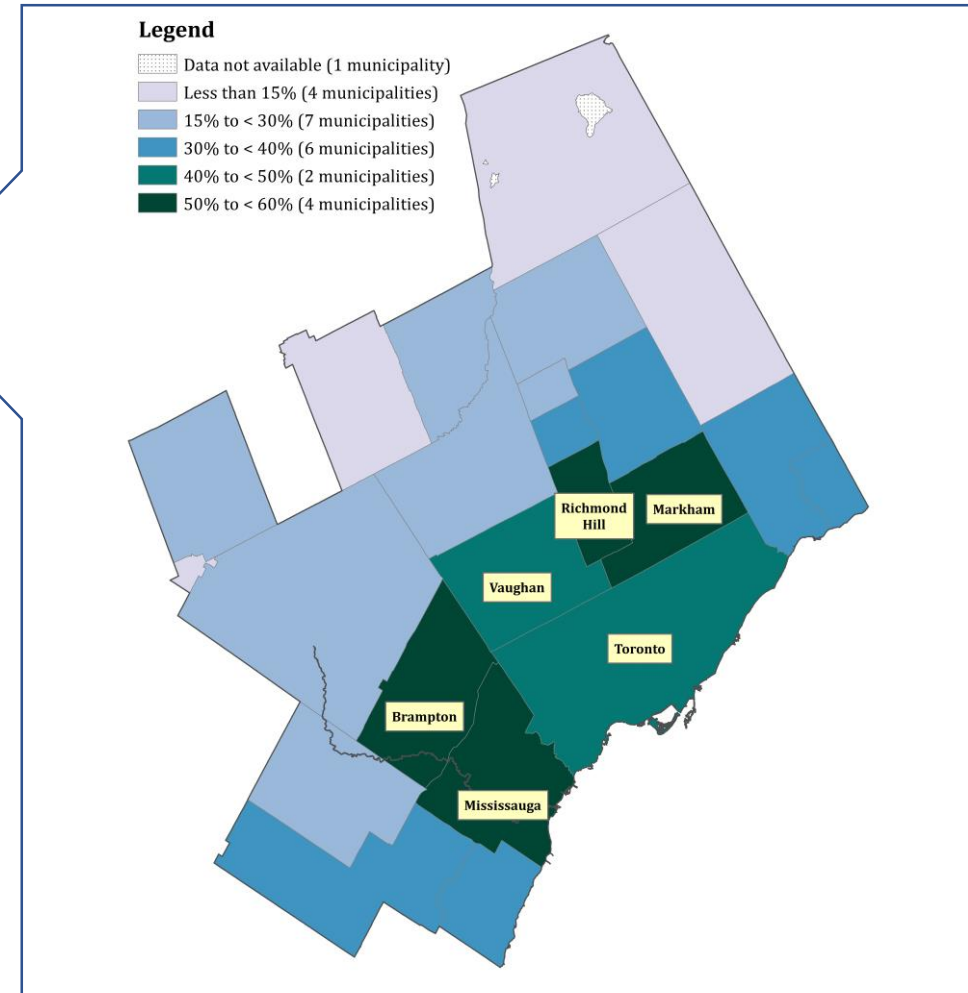 Legend
Data not available (1 municipality)
Less than 15% (4 municipalities)
15% to < 30% (7 municipalities)
30% to < 40% (6 municipalities)
40% to < 50% (2 municipalities)
50% to < 60% (4 municipalities)
Richmond
Hill
Markham
Vaughan
Toronto
Brampton
Mississauga